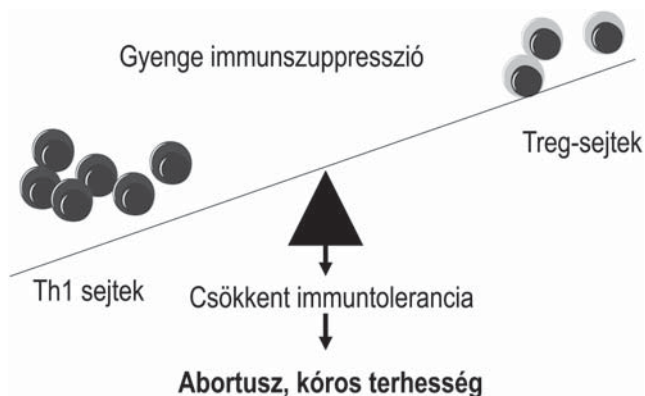 Gyenge immunszuppresszió
Treg-sejtek
Th1 sejtek
Csökkent immuntolerancia
Abortusz, kóros terhesség